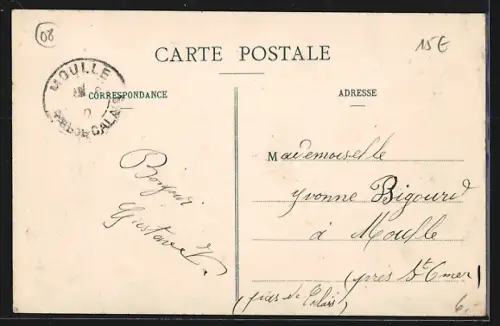 08
15€
CARTE POSTALE
MOULLE
PAS DE CALAIS
CORRESPONDANCE
ADRESSE
Bonjour
Gustave
Mademoiselle
Yvonne Bigourd
à Moulle
(près St Omer)
(pas de Calais)
6,-